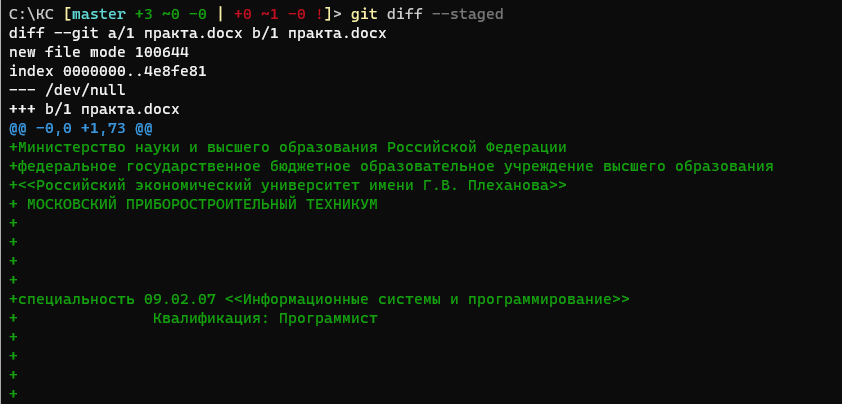 C:\КС [master +3 ~0 -0 | +0 ~1 -0 !]> git diff --staged
diff --git a/1 практа.docx b/1 практа.docx
new file mode 100644
index 0000000..4e8fe81
--- /dev/null
+++ b/1 практа.docx
@@ -0,0 +1,73 @@
+Министерство науки и высшего образования Российской Федерации
+федеральное государственное бюджетное образовательное учреждение высшего образования
+<<Российский экономический университет имени Г.В. Плеханова>>
+ МОСКОВСКИЙ ПРИБОРОСТРОИТЕЛЬНЫЙ ТЕХНИКУМ
+
+
+
+
+специальность 09.02.07 <<Информационные системы и программирование>>
+               Квалификация: Программист
+
+
+
+